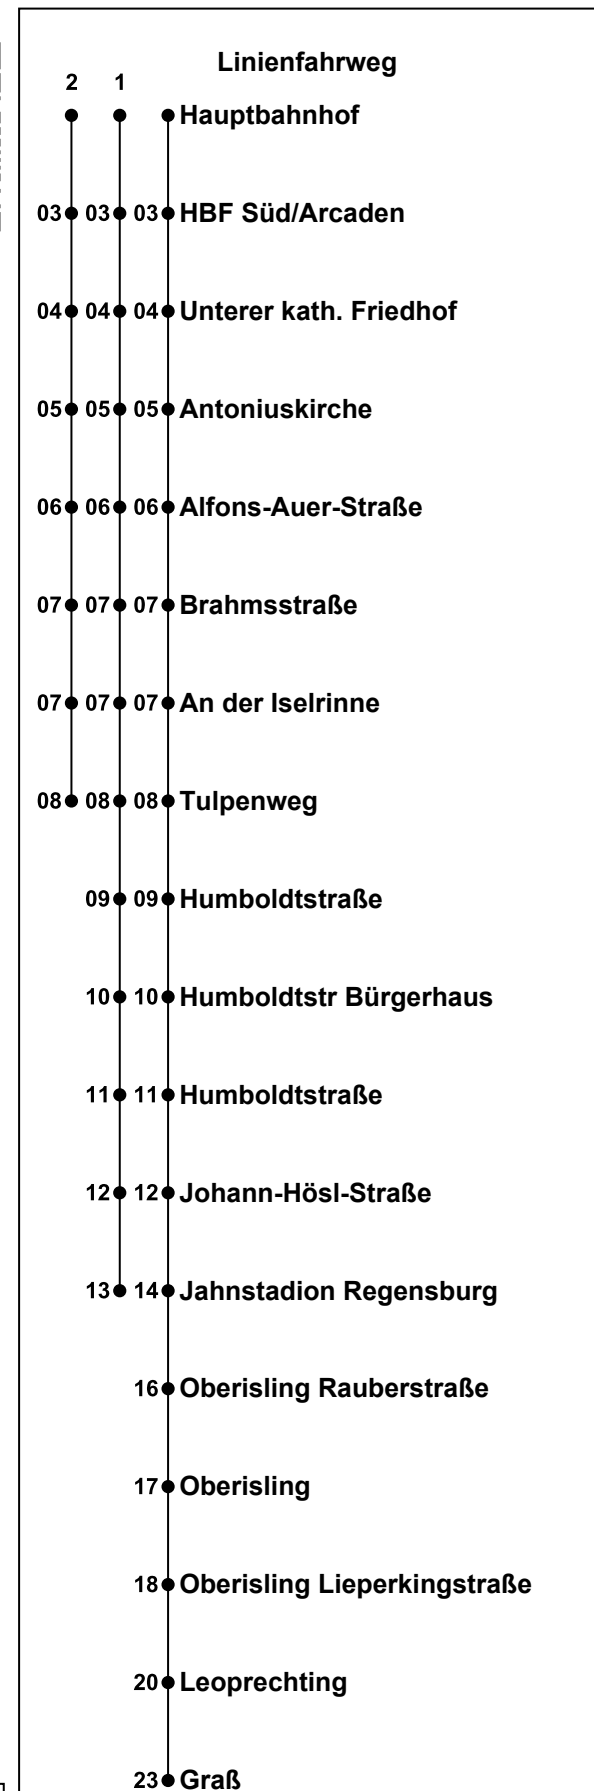 Linienfahrweg
2 1
Hauptbahnhof
03 03 03 HBF Süd/Arcaden
04 04 04 Unterer kath. Friedhof
05 05 05 Antoniuskirche
06 06 06 Alfons-Auer-Straße
07 07 07 Brahmsstraße
07 07 07 An der Iselrinne
08 08 08 Tulpenweg
09 09 Humboldtstraße
10 10 Humboldtstr Bürgerhaus
11 11 Humboldtstraße
12 12 Johann-Hösl-Straße
13 14 Jahnstadion Regensburg
16 Oberisling Rauberstraße
17 Oberisling
18 Oberisling Lieperkingstraße
20 Leoprechting
23 Graß